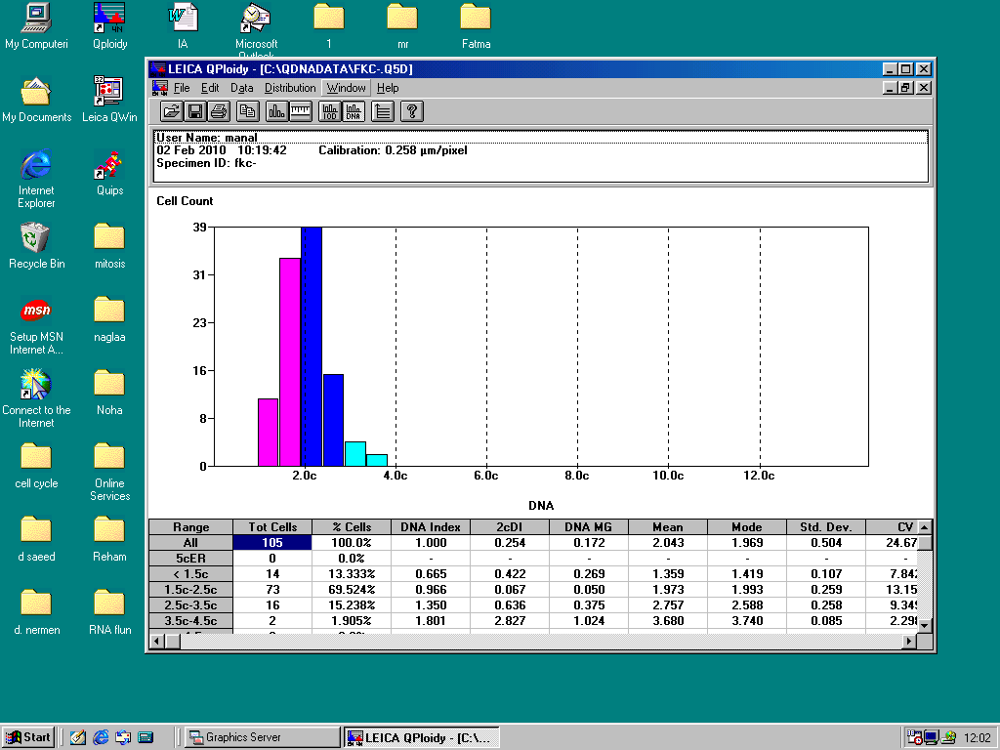 My Computeri
Qploidy
IA
Microsoft
Outlook
1
mr
Fatma
My Documents
Leica QWin
Internet
Explorer
Quips
Recycle Bin
mitosis
msn
Setup MSN
Internet A...
naglaa
Connect to the
Internet
Noha
cell cycle
Online
Services
d saeed
Reham
d. nermen
RNA flun
LEICA QPloidy - [C:\QDNADATA\FKC-.Q5D]
File Edit Data Distribution Window Help
IOD DNA
User Name: manal
02 Feb 2010 10:19:42 Calibration: 0.258 µm/pixel
Specimen ID: fkc-
Cell Count
39
31
23
16
8
0
2.0c 4.0c 6.0c 8.0c 10.0c 12.0c
DNA
Range Tot Cells % Cells DNA Index 2cDI DNA MG Mean Mode Std. Dev. CV
All 105 100.0% 1.000 0.254 0.172 2.043 1.969 0.504 24.67
5cER 0 0.0% - - - - - - -
< 1.5c 14 13.333% 0.665 0.422 0.269 1.359 1.419 0.107 7.842
1.5c-2.5c 73 69.524% 0.966 0.067 0.050 1.973 1.993 0.259 13.15
2.5c-3.5c 16 15.238% 1.350 0.636 0.375 2.757 2.588 0.258 9.349
3.5c-4.5c 2 1.905% 1.801 2.827 1.024 3.680 3.740 0.085 2.298
Start
Graphics Server
LEICA QPloidy - [C:\...
12:02